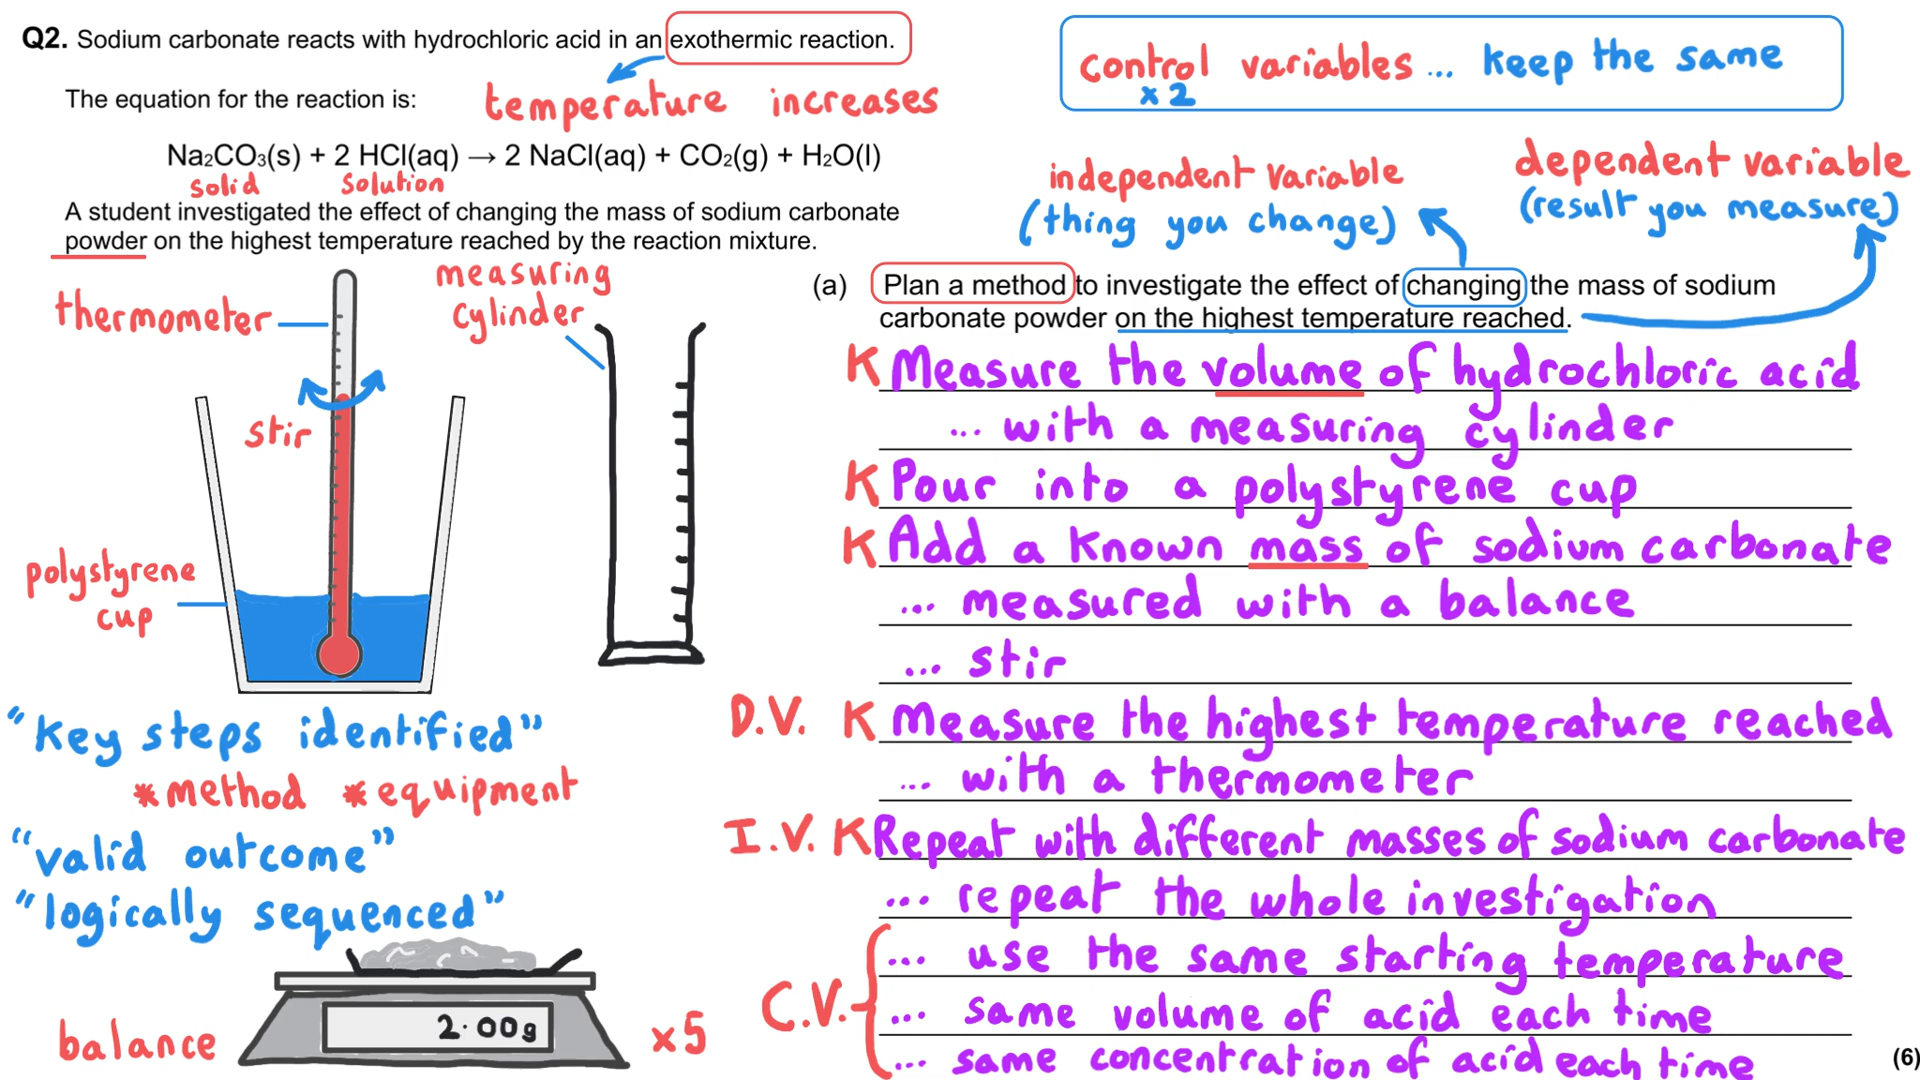 Q2. Sodium carbonate reacts with hydrochloric acid in an exothermic reaction.
The equation for the reaction is:
temperature increases
Na₂CO₃(s) + 2 HCl(aq) → 2 NaCl(aq) + CO₂(g) + H₂O(l)
solid solution
A student investigated the effect of changing the mass of sodium carbonate
powder on the highest temperature reached by the reaction mixture.
control variables ... keep the same
x 2
independent variable
(thing you change)
dependent variable
(result you measure)
thermometer
measuring
cylinder
stir
polystyrene
cup
"key steps identified"
*method *equipment
"valid outcome"
"logically sequenced"
2.00g
balance
x5
(a) Plan a method to investigate the effect of changing the mass of sodium
carbonate powder on the highest temperature reached.
K Measure the volume of hydrochloric acid
... with a measuring cylinder
K Pour into a polystyrene cup
K Add a known mass of sodium carbonate
... measured with a balance
... stir
D.V. K Measure the highest temperature reached
... with a thermometer
I.V. K Repeat with different masses of sodium carbonate
... repeat the whole investigation
C.V. ... use the same starting temperature
... same volume of acid each time
... same concentration of acid each time
(6)